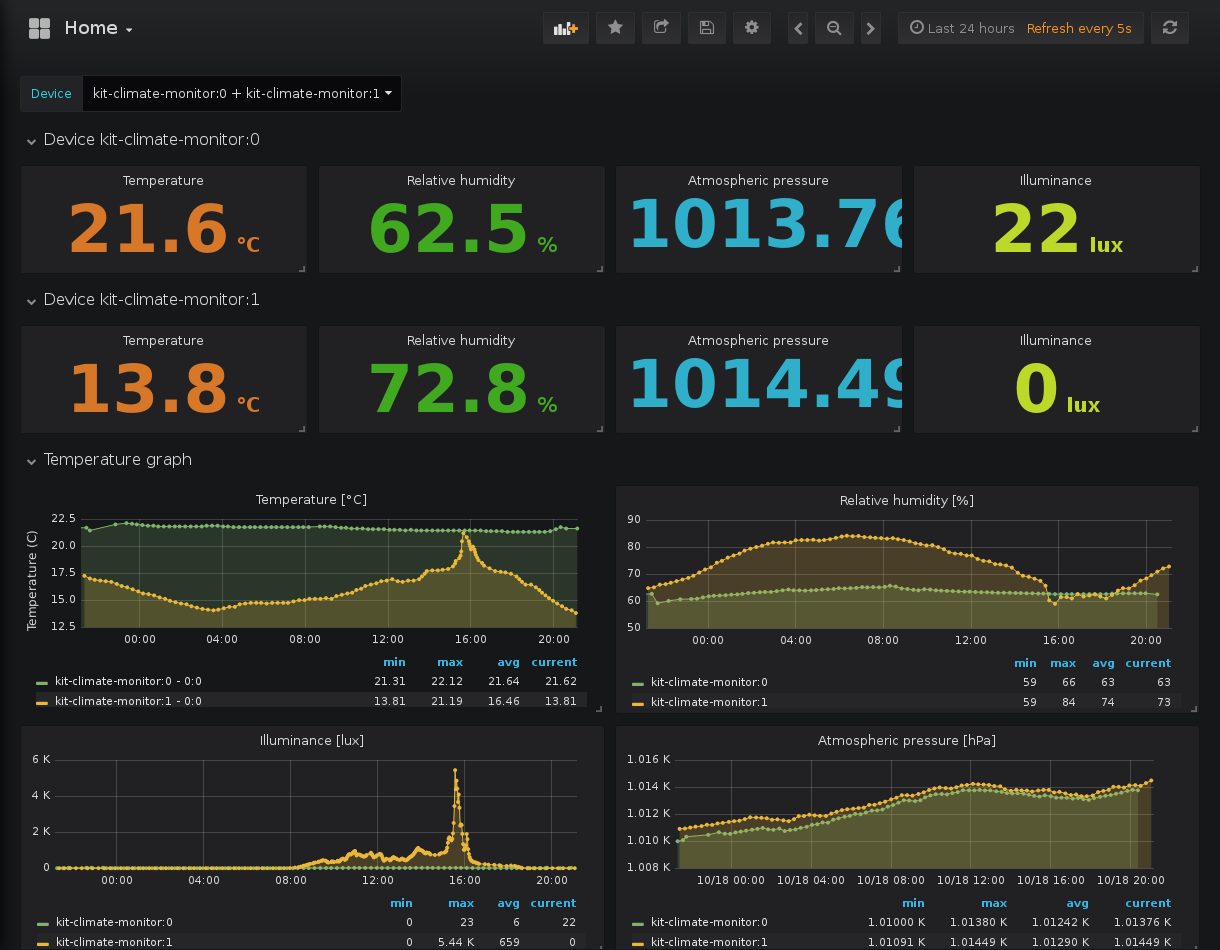 Home
Last 24 hours Refresh every 5s
Device kit-climate-monitor:0 + kit-climate-monitor:1
Device kit-climate-monitor:0
Temperature Relative humidity Atmospheric pressure Illuminance
21.6 °C 62.5 % 1013.76 22 lux
Device kit-climate-monitor:1
Temperature Relative humidity Atmospheric pressure Illuminance
13.8 °C 72.8 % 1014.49 0 lux
Temperature graph
Temperature [°C]
Temperature (C)
22.5
20.0
17.5
15.0
12.5
00:00 04:00 08:00 12:00 16:00 20:00
min max avg current
kit-climate-monitor:0 - 0:0 21.31 22.12 21.64 21.62
kit-climate-monitor:1 - 0:0 13.81 21.19 16.46 13.81
Relative humidity [%]
90
80
70
60
50
00:00 04:00 08:00 12:00 16:00 20:00
min max avg current
kit-climate-monitor:0 59 66 63 63
kit-climate-monitor:1 59 84 74 73
Illuminance [lux]
6 K
4 K
2 K
0
00:00 04:00 08:00 12:00 16:00 20:00
min max avg current
kit-climate-monitor:0 0 23 6 22
kit-climate-monitor:1 0 5.44 K 659 0
Atmospheric pressure [hPa]
1.016 K
1.014 K
1.012 K
1.010 K
1.008 K
10/18 00:00 10/18 04:00 10/18 08:00 10/18 12:00 10/18 16:00 10/18 20:00
min max avg current
kit-climate-monitor:0 1.01000 K 1.01380 K 1.01242 K 1.01376 K
kit-climate-monitor:1 1.01091 K 1.01449 K 1.01290 K 1.01449 K